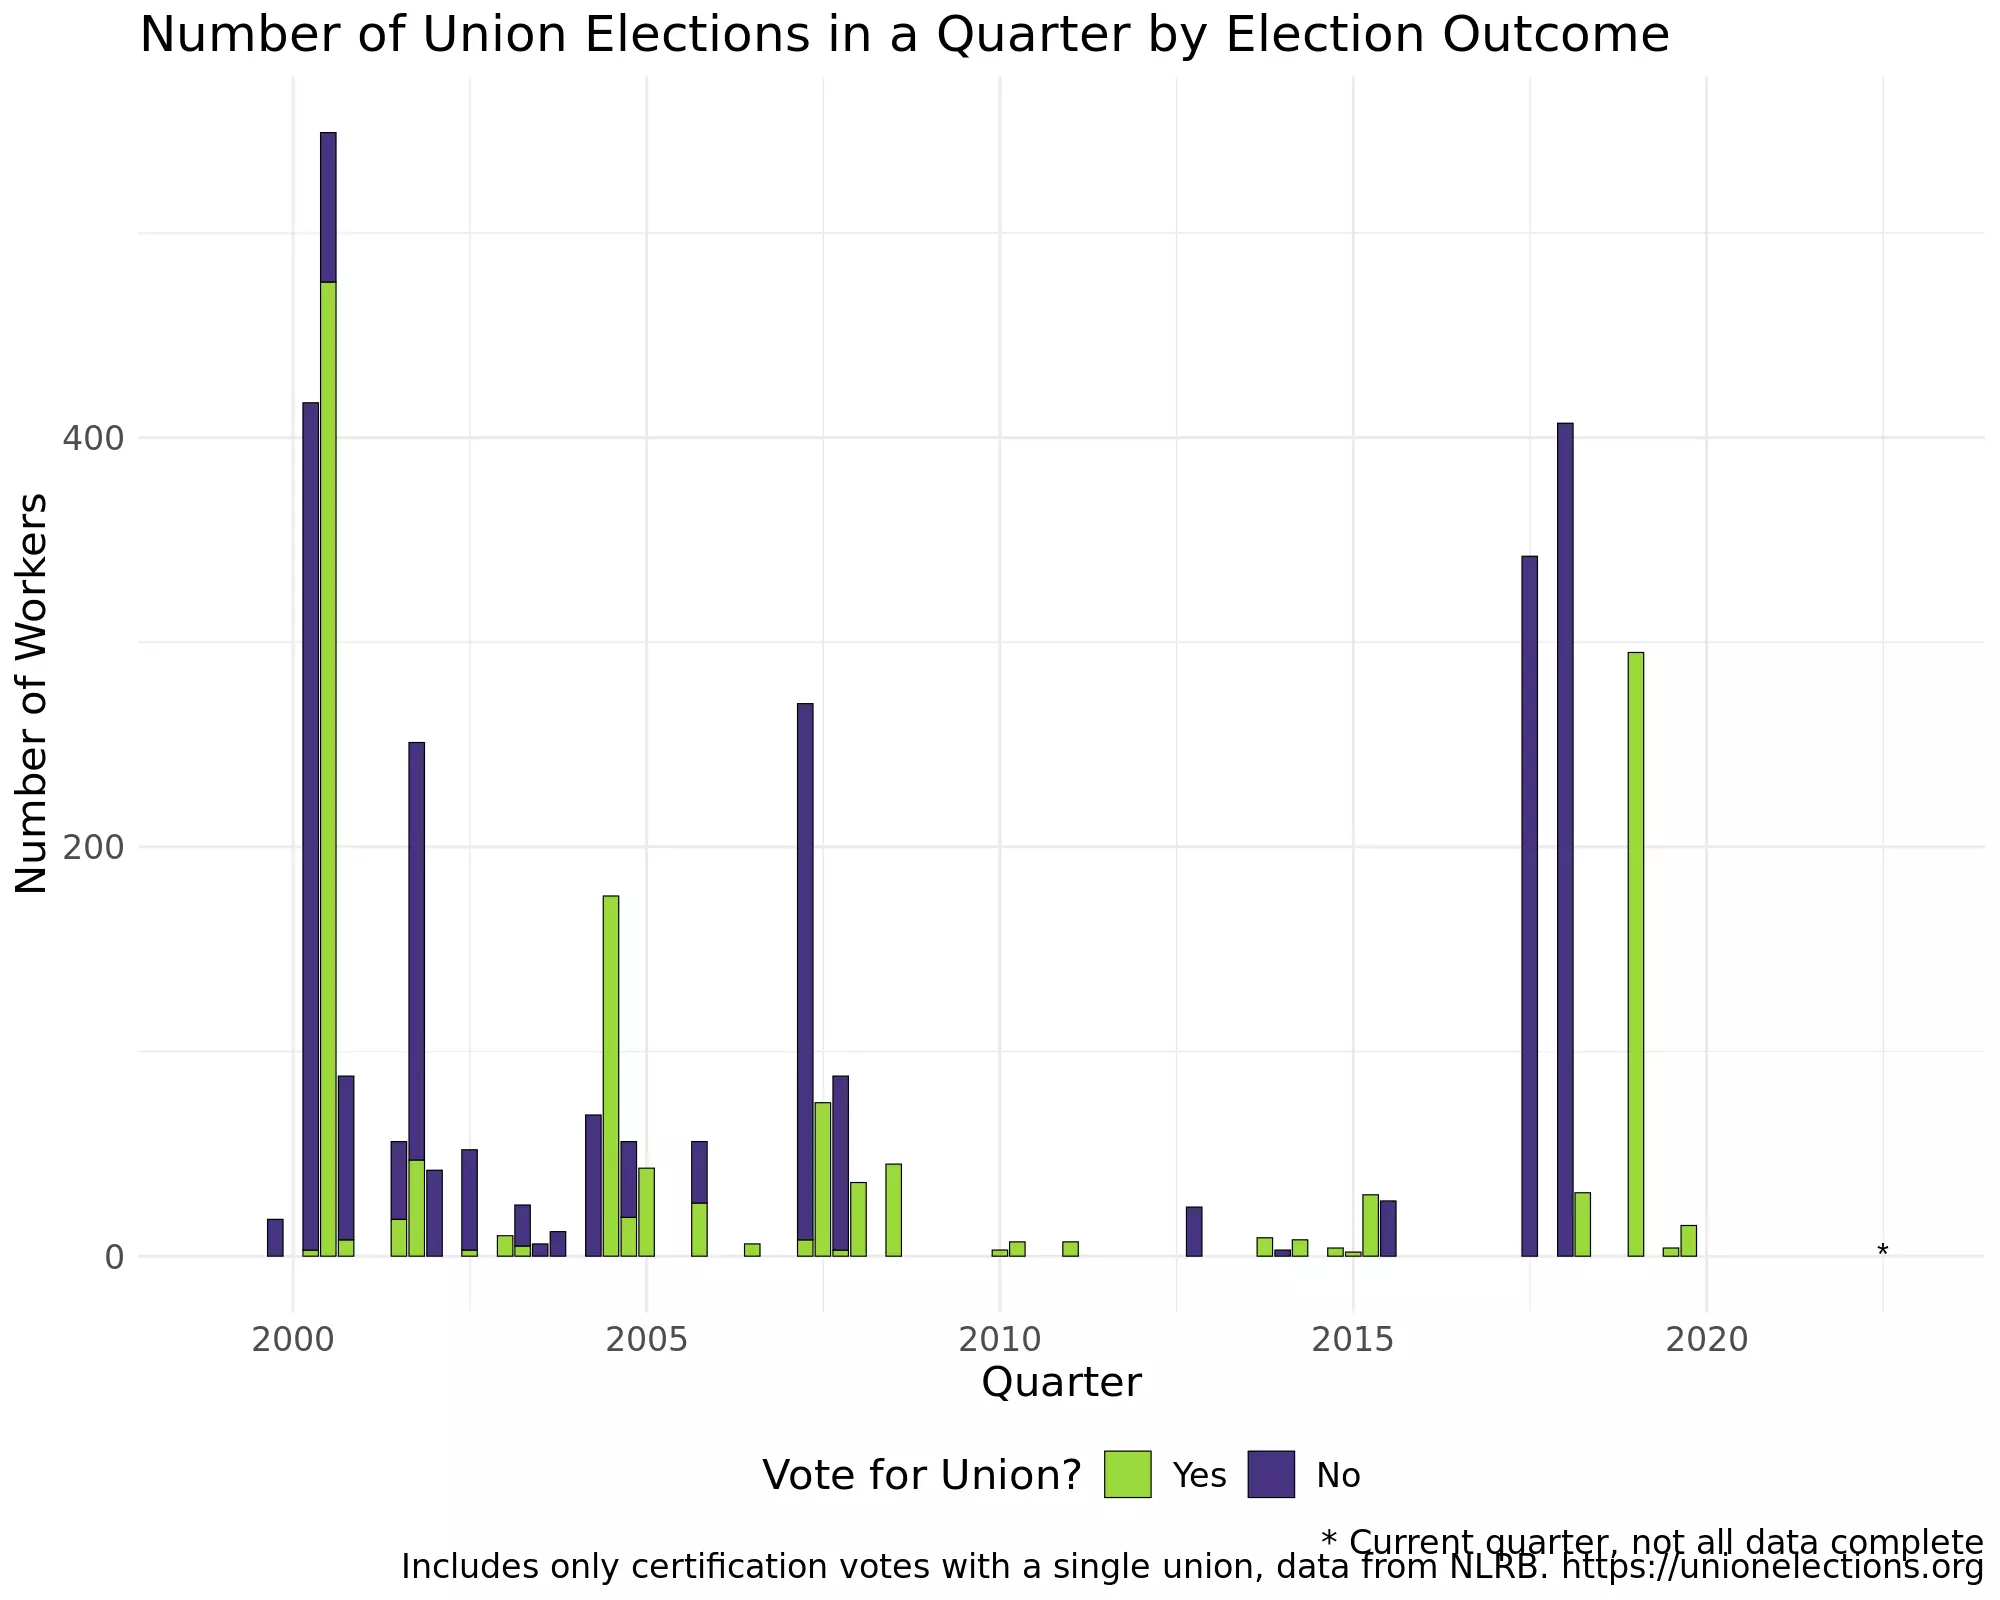 Number of Union Elections in a Quarter by Election Outcome
Number of Workers
400
200
0
*
2000 2005 2010 2015 2020
Quarter
Vote for Union? Yes No
* Current quarter, not all data complete
Includes only certification votes with a single union, data from NLRB. https://unionelections.org